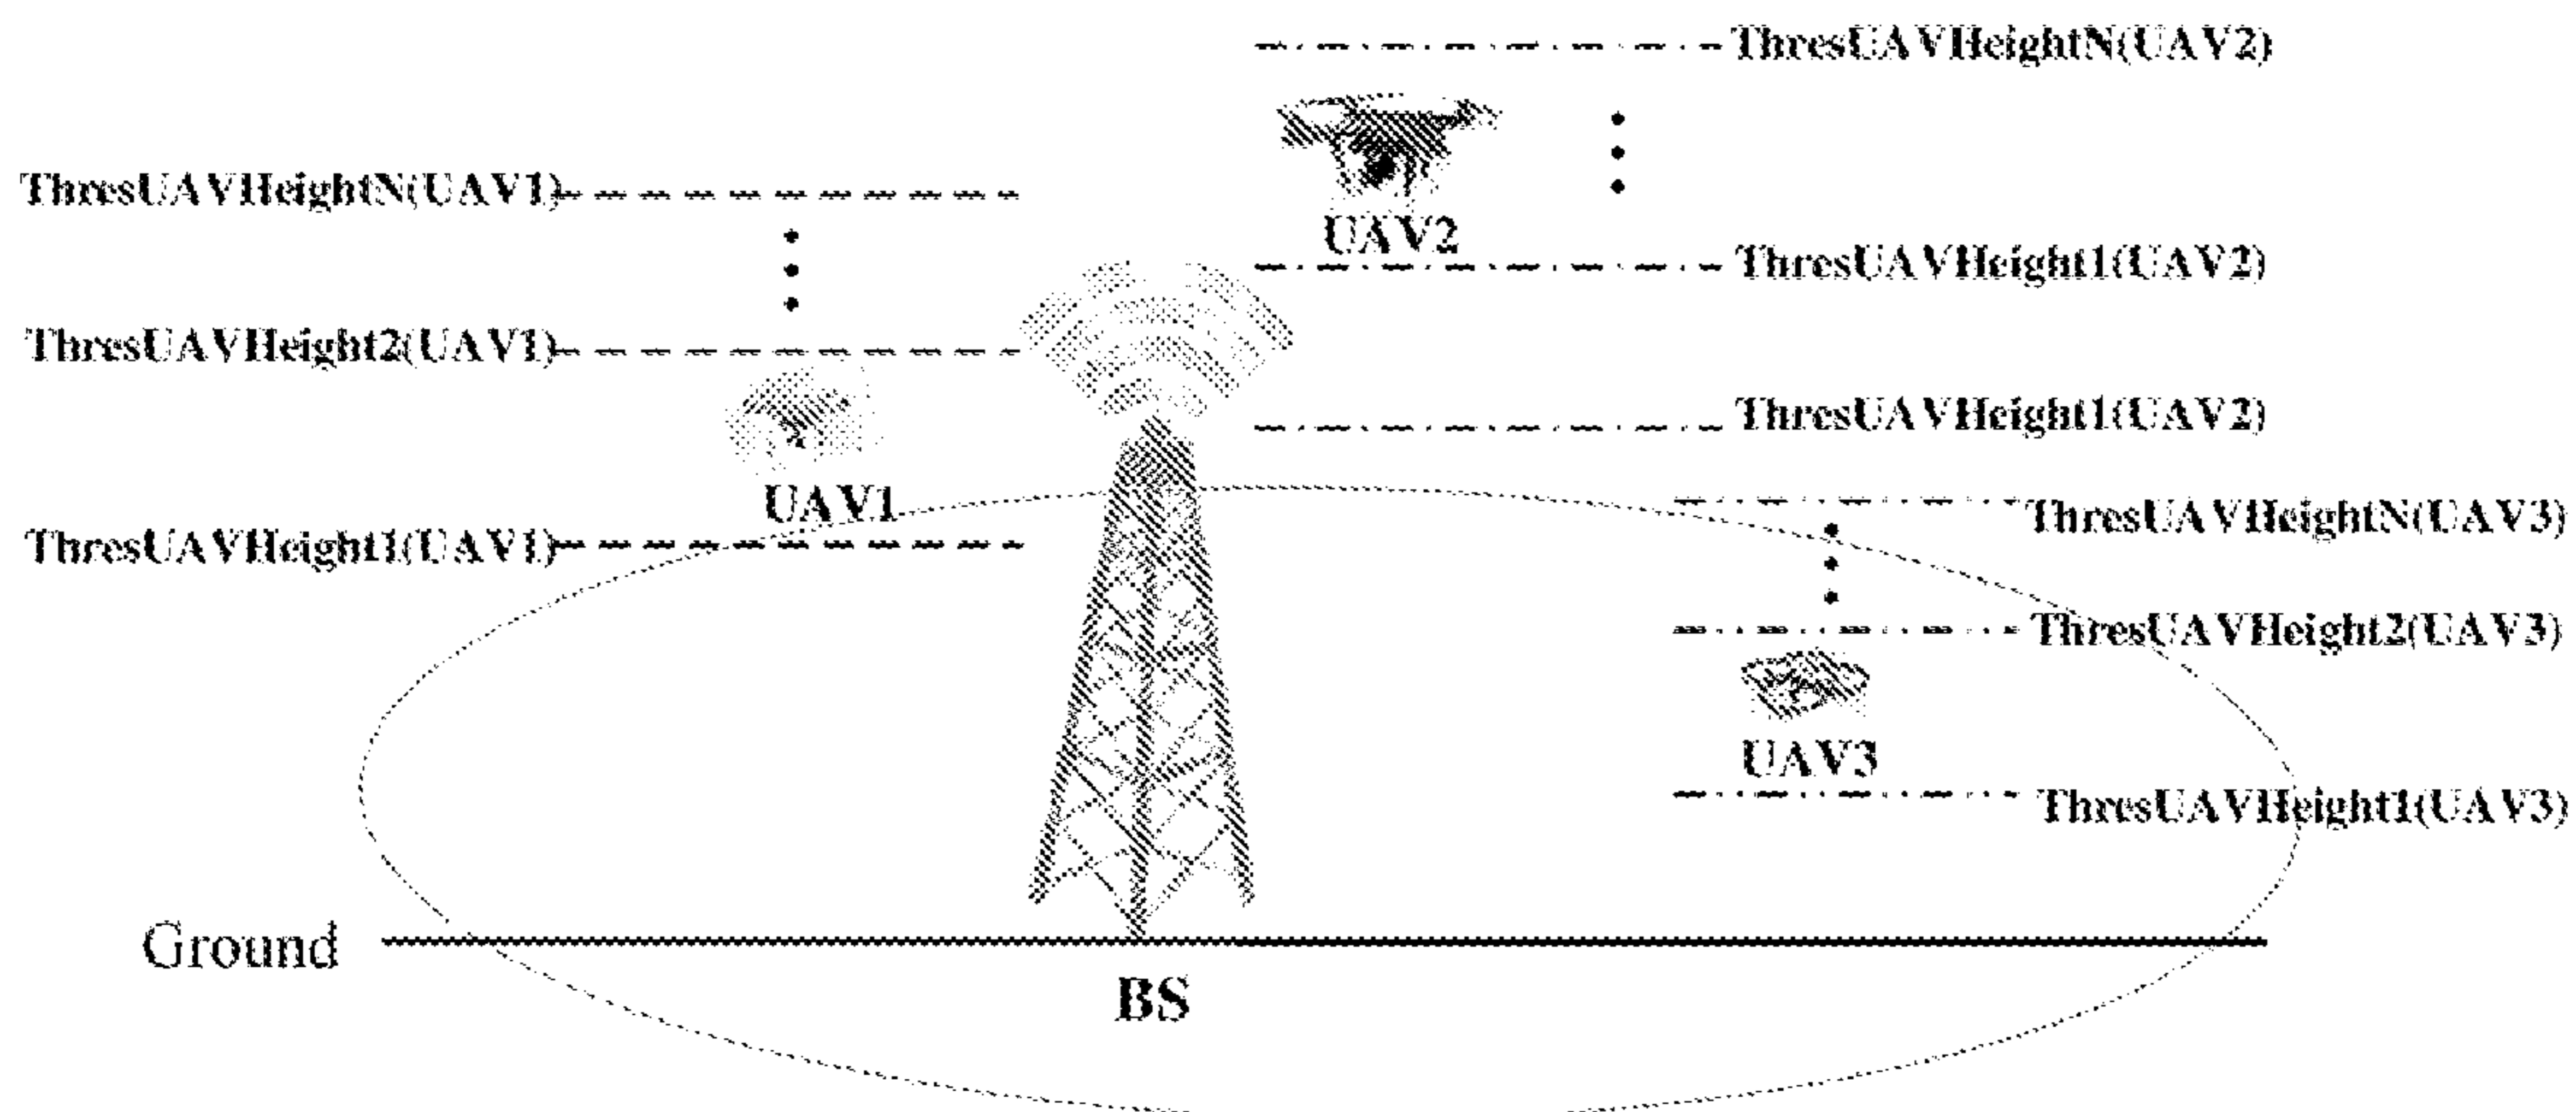 ThresUAVHeightN(UAV2)
ThresUAVHeightN(UAV1)
UAV2
ThresUAVHeight1(UAV2)
ThresUAVHeight2(UAV1)
ThresUAVHeight1(UAV2)
UAV1
ThresUAVHeightN(UAV3)
ThresUAVHeight1(UAV1)
ThresUAVHeight2(UAV3)
UAV3
ThresUAVHeight1(UAV3)
Ground
BS